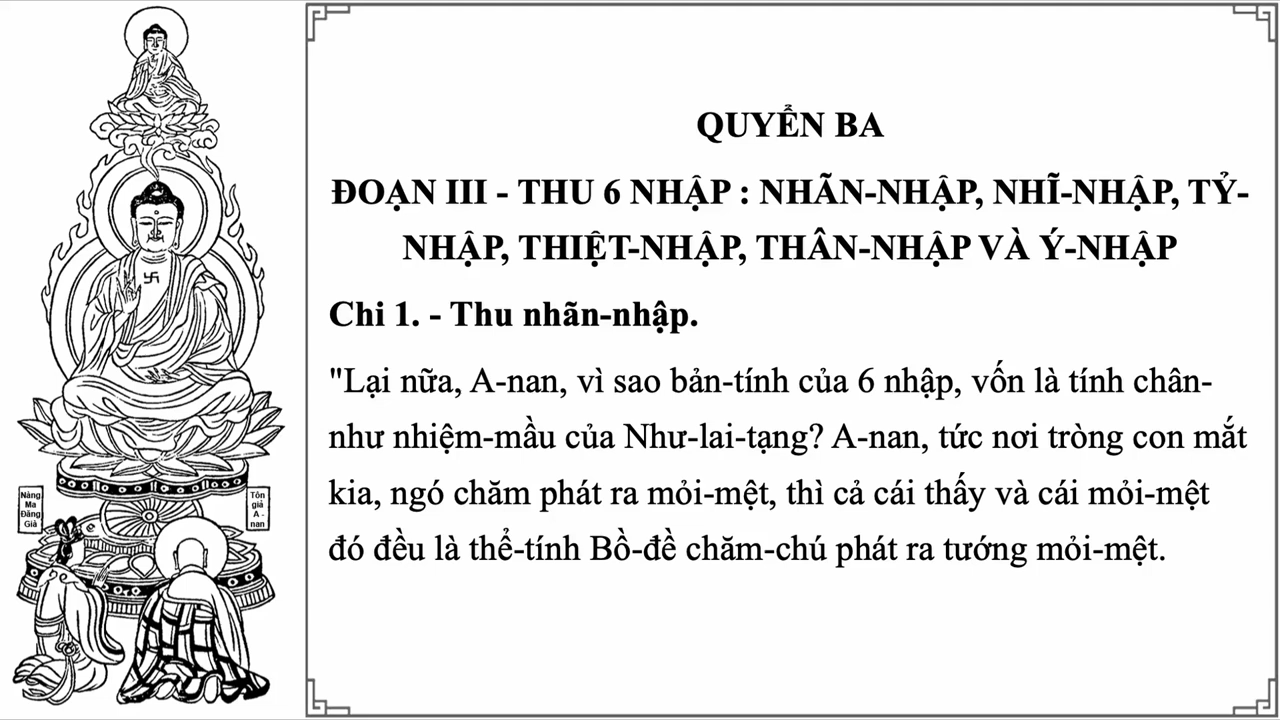 QUYỂN BA
ĐOẠN III - THU 6 NHẬP : NHÃN-NHẬP, NHĨ-NHẬP, TỶ-
NHẬP, THIỆT-NHẬP, THÂN-NHẬP VÀ Ý-NHẬP
Chi 1. - Thu nhãn-nhập.
"Lại nữa, A-nan, vì sao bản-tính của 6 nhập, vốn là tính chân-
như nhiệm-mầu của Như-lai-tạng? A-nan, tức nơi tròng con mắt
kia, ngó chăm phát ra mỏi-mệt, thì cả cái thấy và cái mỏi-mệt
đó đều là thể-tính Bồ-đề chăm-chú phát ra tướng mỏi-mệt.
Nàng
Ma
Đăng
Già
Tôn
giả
A -
nan